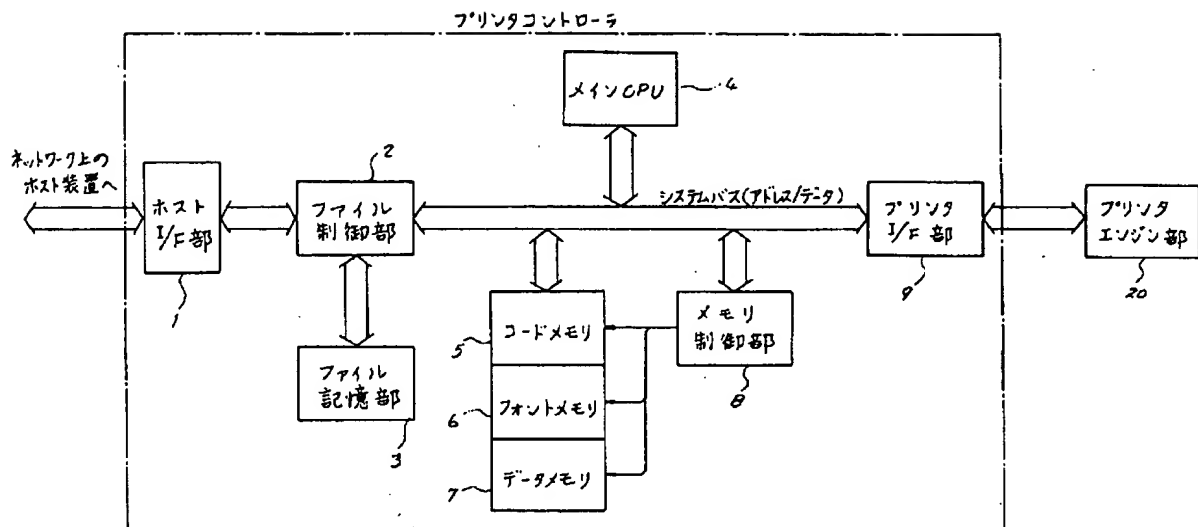 プリンタコントローラ
メインCPU
4
ネットワーク上の
ホスト装置へ
2
ホスト
I/F部
1
ファイル
制御部
システムバス(アドレス/データ)
プリンタ
I/F部
9
プリンタ
エンジン部
20
ファイル
記憶部
3
コードメモリ
5
フォントメモリ
6
データメモリ
7
メモリ
制御部
8